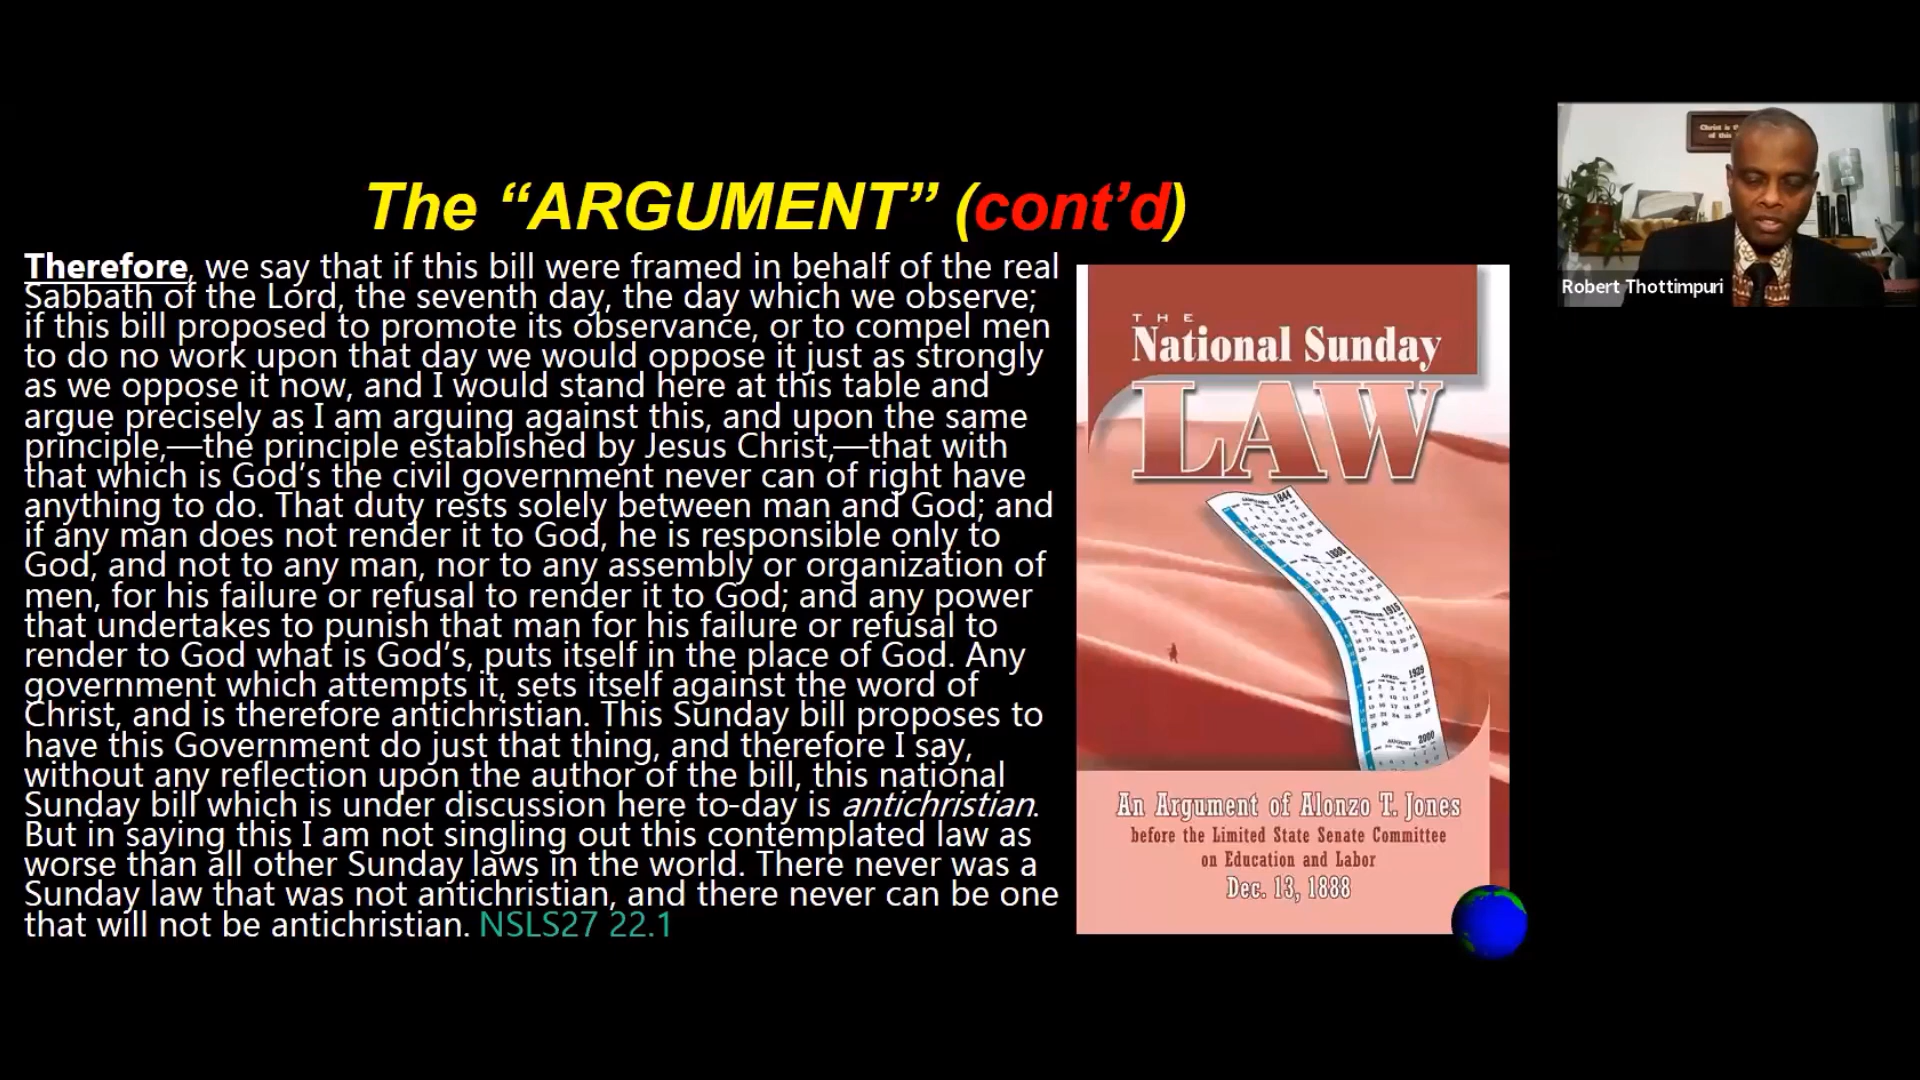 The “ARGUMENT” (cont’d)
Therefore, we say that if this bill were framed in behalf of the real
Sabbath of the Lord, the seventh day, the day which we observe;
if this bill proposed to promote its observance, or to compel men
to do no work upon that day we would oppose it just as strongly
as we oppose it now, and I would stand here at this table and
argue precisely as I am arguing against this, and upon the same
principle,—the principle established by Jesus Christ,—that with
that which is God’s the civil government never can of right have
anything to do. That duty rests solely between man and God; and
if any man does not render it to God, he is responsible only to
God, and not to any man, nor to any assembly or organization of
men, for his failure or refusal to render it to God; and any power
that undertakes to punish that man for his failure or refusal to
render to God what is God’s, puts itself in the place of God. Any
government which attempts it, sets itself against the word of
Christ, and is therefore antichristian. This Sunday bill proposes to
have this Government do just that thing, and therefore I say,
without any reflection upon the author of the bill, this national
Sunday bill which is under discussion here to-day is antichristian.
But in saying this I am not singling out this contemplated law as
worse than all other Sunday laws in the world. There never was a
Sunday law that was not antichristian, and there never can be one
that will not be antichristian. NSLS27 22.1
THE
National Sunday
LAW
1844
1888
1916
APRIL 1929
AUGUST 2000
An Argument of Alonzo T. Jones
before the Limited State Senate Committee
on Education and Labor
Dec. 13, 1888
Christ is
of this
Robert Thottimpuri